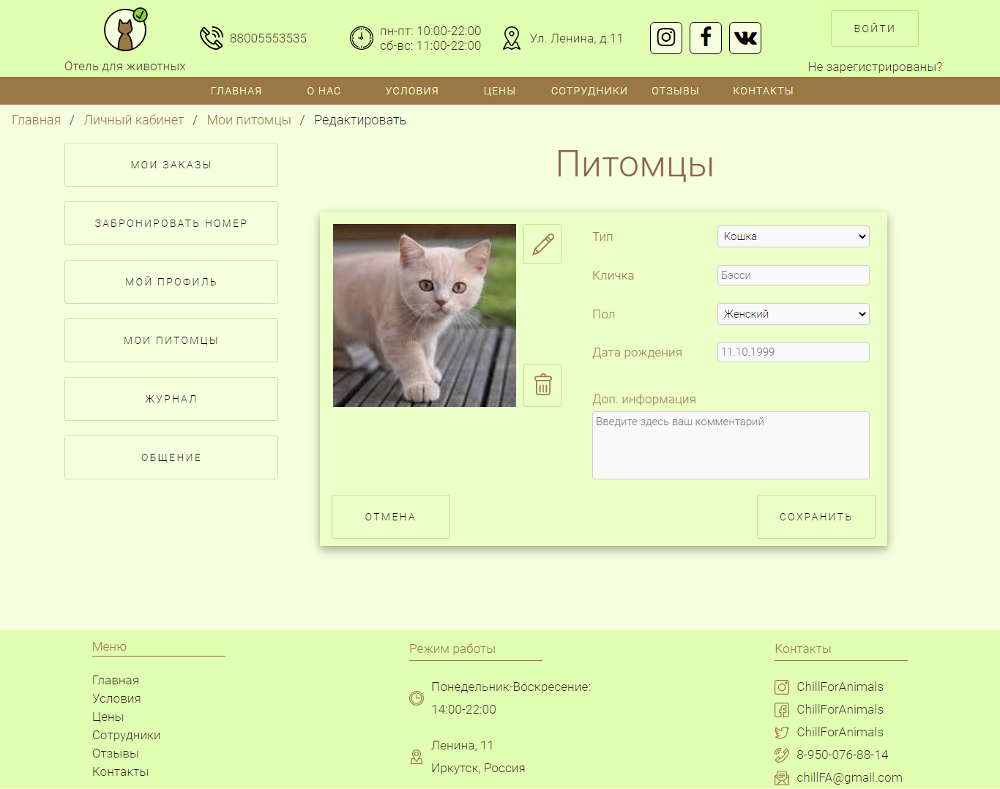 Отель для животных
88005553535
пн-пт: 10:00-22:00
сб-вс: 11:00-22:00
Ул. Ленина, д.11
ВОЙТИ
Не зарегистрированы?
ГЛАВНАЯ О НАС УСЛОВИЯ ЦЕНЫ СОТРУДНИКИ ОТЗЫВЫ КОНТАКТЫ
Главная / Личный кабинет / Мои питомцы / Редактировать
МОИ ЗАКАЗЫ
ЗАБРОНИРОВАТЬ НОМЕР
МОЙ ПРОФИЛЬ
МОИ ПИТОМЦЫ
ЖУРНАЛ
ОБЩЕНИЕ
Питомцы
Тип Кошка
Кличка Бэсси
Пол Женский
Дата рождения 11.10.1999
Доп. информация
Введите здесь ваш комментарий
ОТМЕНА
СОХРАНИТЬ
Меню
Главная
Условия
Цены
Сотрудники
Отзывы
Контакты
Режим работы
Понедельник-Воскресение:
14:00-22:00
Ленина, 11
Иркутск, Россия
Контакты
ChillForAnimals
ChillForAnimals
ChillForAnimals
8-950-076-88-14
chillFA@gmail.com